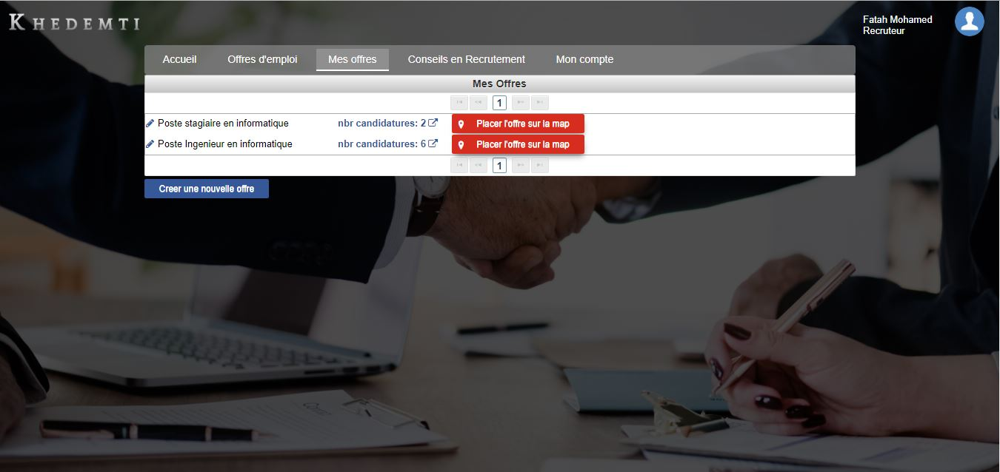 KHEDEMTI
Fatah Mohamed
Recruteur
Accueil Offres d'emploi Mes offres Conseils en Recrutement Mon compte
Mes Offres
1
Poste stagiaire en informatique nbr candidatures: 2 Placer l'offre sur la map
Poste Ingenieur en informatique nbr candidatures: 6 Placer l'offre sur la map
1
Creer une nouvelle offre